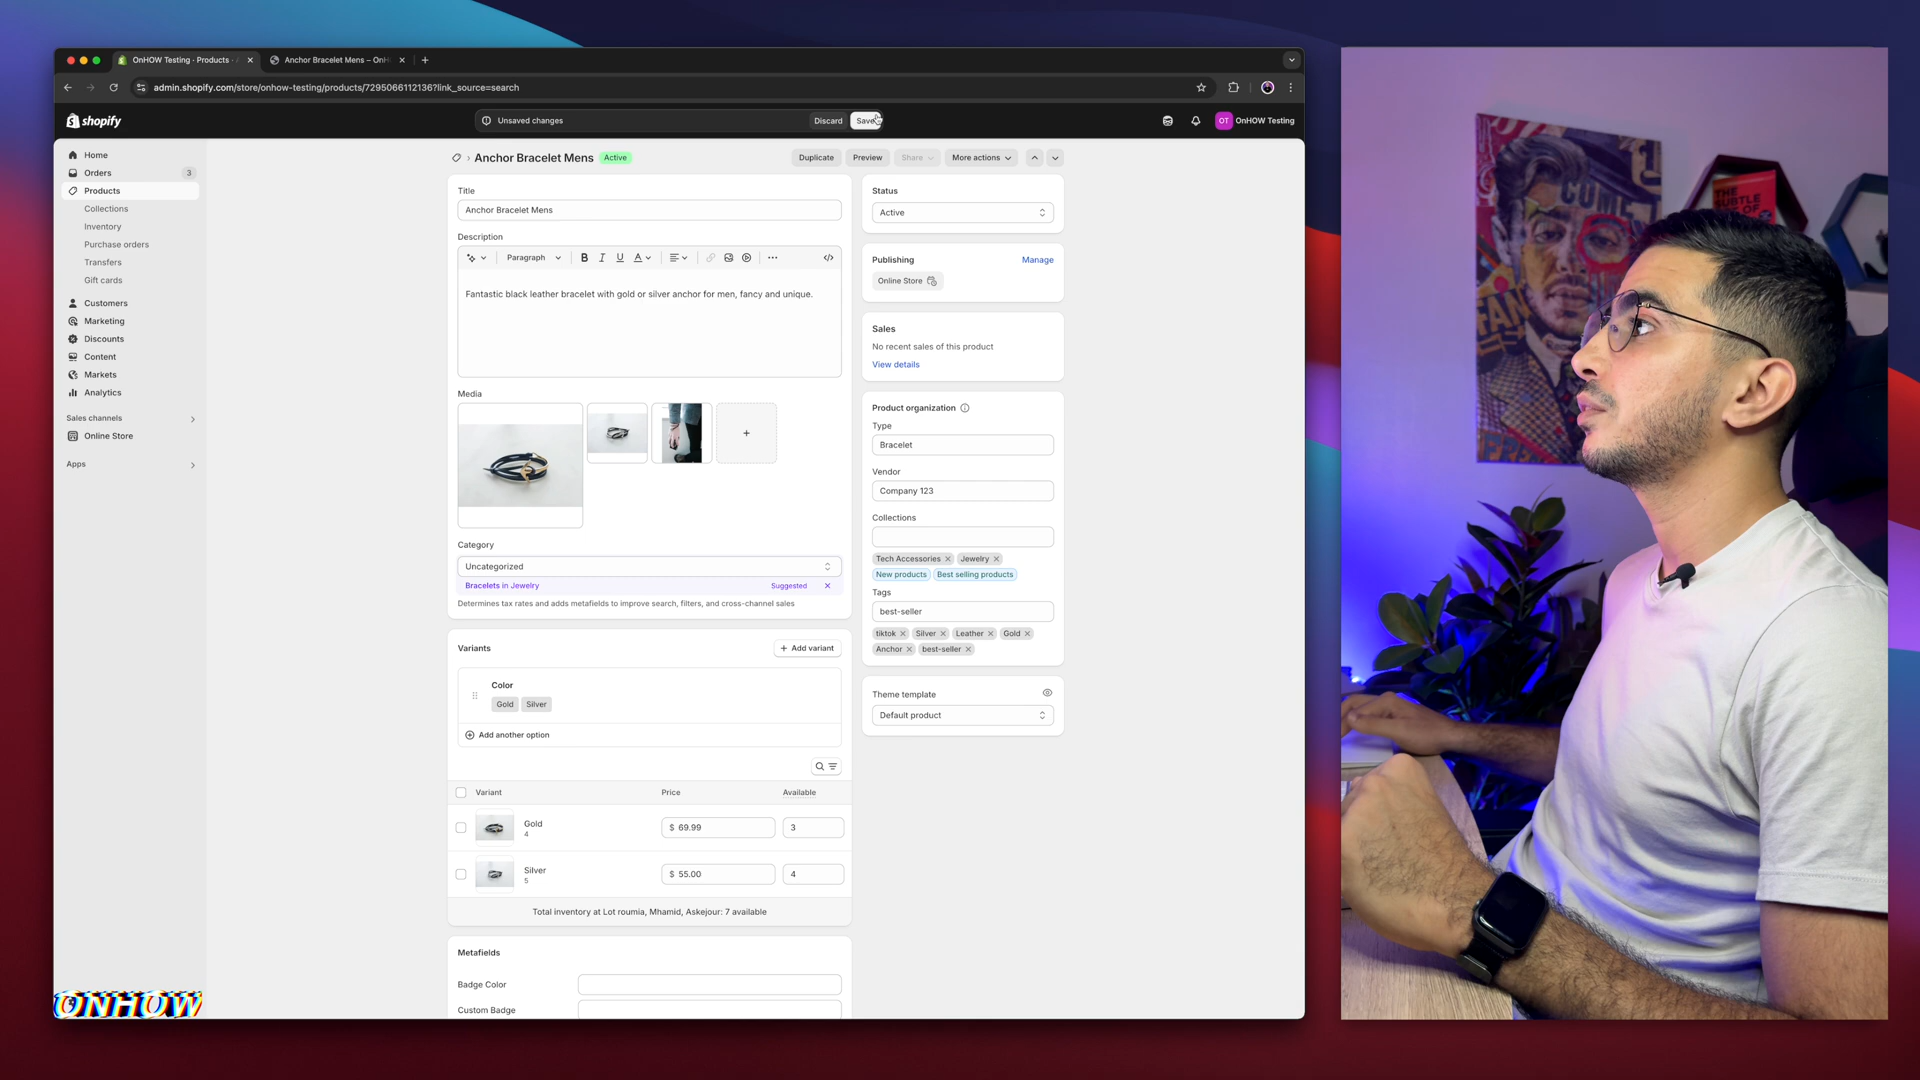 OnHOW Testing · Products ·
Anchor Bracelet Mens – OnH
admin.shopify.com/store/onhow-testing/products/7295066112136?link_source=search
shopify
Unsaved changes
Discard
Save
OT
OnHOW Testing
Home
Orders
3
Products
Collections
Inventory
Purchase orders
Transfers
Gift cards
Customers
Marketing
Discounts
Content
Markets
Analytics
Sales channels
Online Store
Apps
Anchor Bracelet Mens
Active
Duplicate
Preview
Share
More actions
Title
Anchor Bracelet Mens
Description
Paragraph
B I U A
Fantastic black leather bracelet with gold or silver anchor for men, fancy and unique.
Media
Category
Uncategorized
Bracelets in Jewelry
Suggested
Determines tax rates and adds metafields to improve search, filters, and cross-channel sales
Variants
Add variant
Color
Gold
Silver
Add another option
Variant
Price
Available
Gold
4
$ 69.99
3
Silver
5
$ 55.00
4
Total inventory at Lot roumia, Mhamid, Askejour: 7 available
Metafields
Badge Color
Custom Badge
Status
Active
Publishing
Manage
Online Store
Sales
No recent sales of this product
View details
Product organization
Type
Bracelet
Vendor
Company 123
Collections
Tech Accessories
Jewelry
New products
Best selling products
Tags
best-seller
tiktok
Silver
Leather
Gold
Anchor
best-seller
Theme template
Default product
ONHOW
COME
FAN
THE
SUBTLE